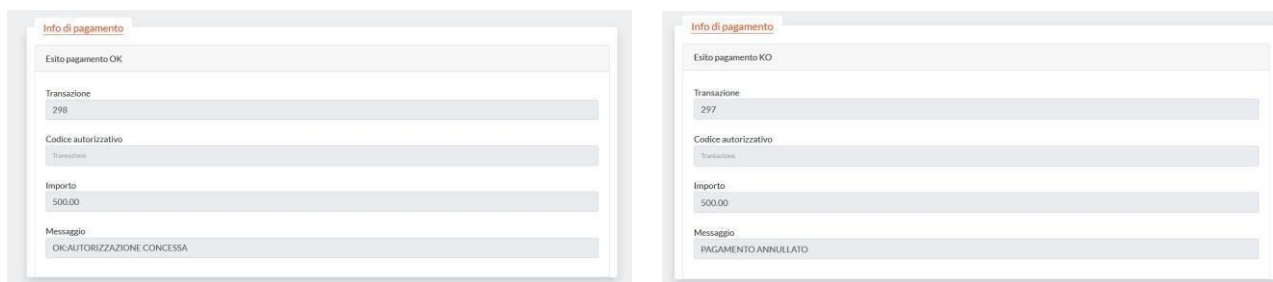 Info di pagamento
Esito pagamento OK
Transazione
298
Codice autorizzativo
Transazione
Importo
500.00
Messaggio
OK:AUTORIZZAZIONE CONCESSA
Info di pagamento
Esito pagamento KO
Transazione
297
Codice autorizzativo
Transazione
Importo
500.00
Messaggio
PAGAMENTO ANNULLATO